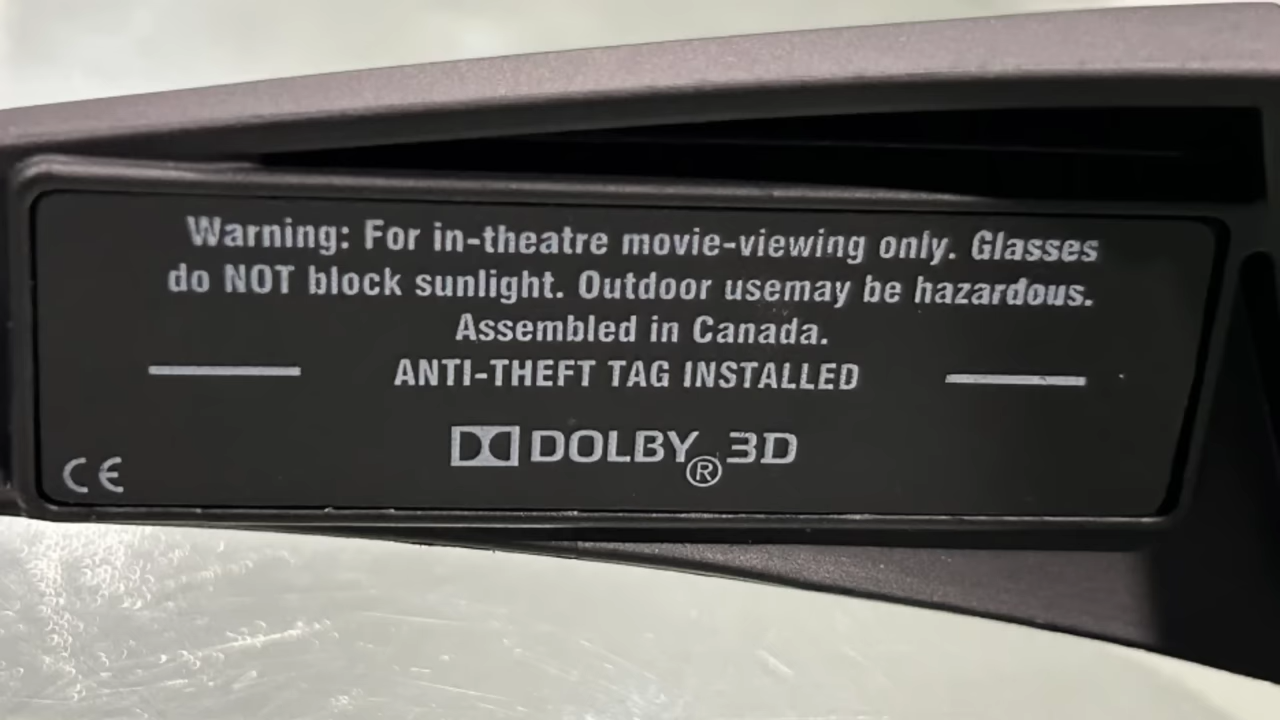 Warning: For in-theatre movie-viewing only. Glasses
do NOT block sunlight. Outdoor usemay be hazardous.
Assembled in Canada.
ANTI-THEFT TAG INSTALLED
DOLBY® 3D
CE